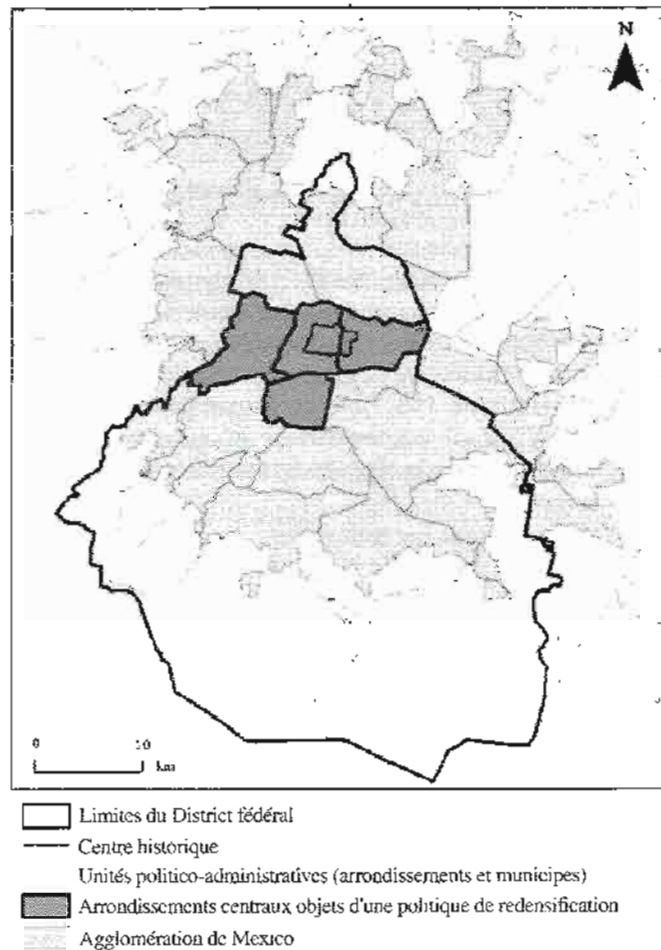 N
0 10
km
Limites du District fédéral
Centre historique
Unités politico-administratives (arrondissements et municipes)
Arrondissements centraux objets d'une politique de redensification
Agglomération de Mexico